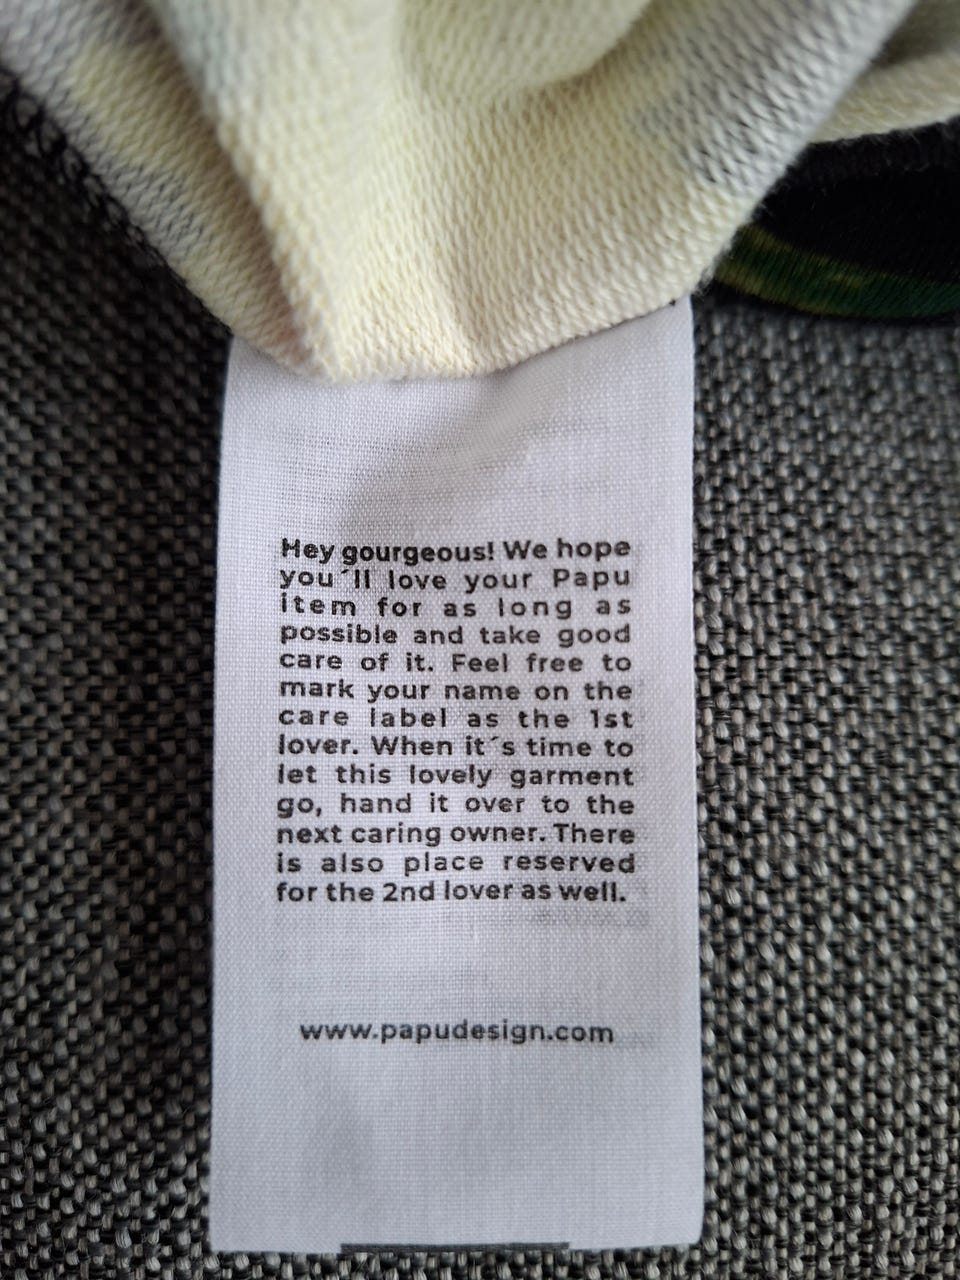 Hey gourgeous! We hope
you´ll love your Papu
item for as long as
possible and take good
care of it. Feel free to
mark your name on the
care label as the 1st
lover. When it´s time to
let this lovely garment
go, hand it over to the
next caring owner. There
is also place reserved
for the 2nd lover as well.
www.papudesign.com